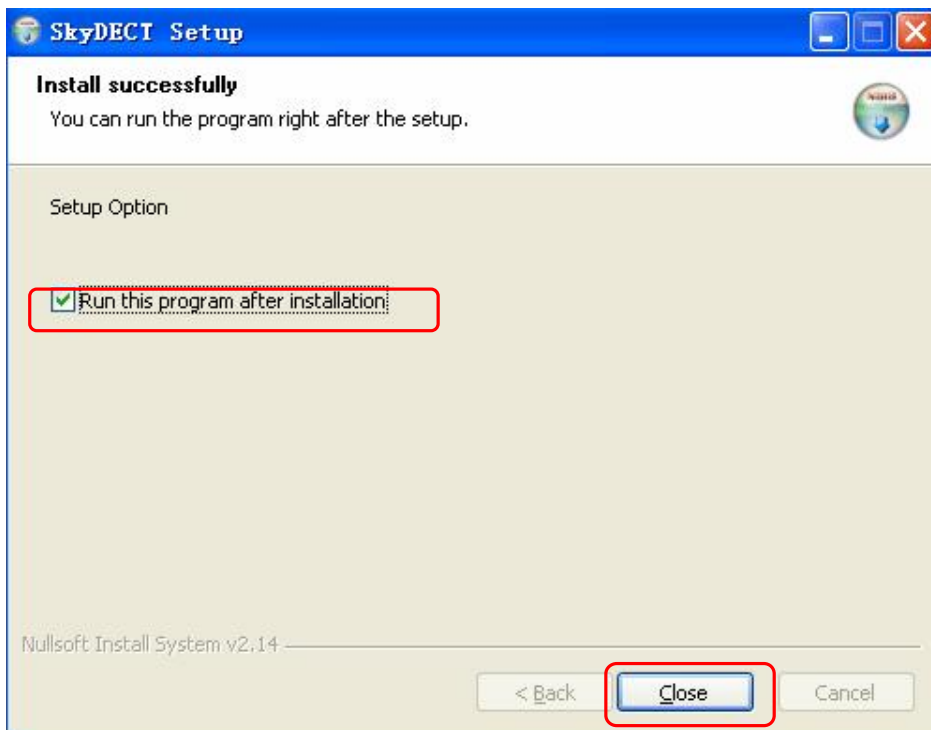 SkyDECT Setup
Install successfully
You can run the program right after the setup.
Setup Option
Run this program after installation
Nullsoft Install System v2.14
< Back Close Cancel